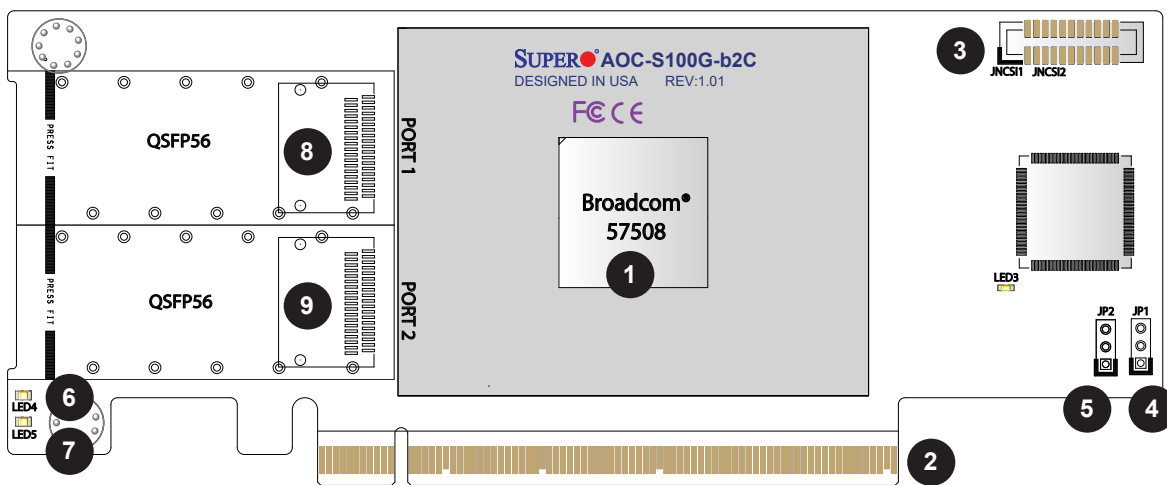 SUPER® AOC-S100G-b2C
DESIGNED IN USA REV:1.01
FC CE
3
JNCSI1 JNCSI2
PRESS FIT
QSFP56
8
PORT 1
Broadcom®
57508
1
PRESS FIT
QSFP56
9
PORT 2
LED3
JP2 JP1
5 4
LED4
6
LED5
7
2